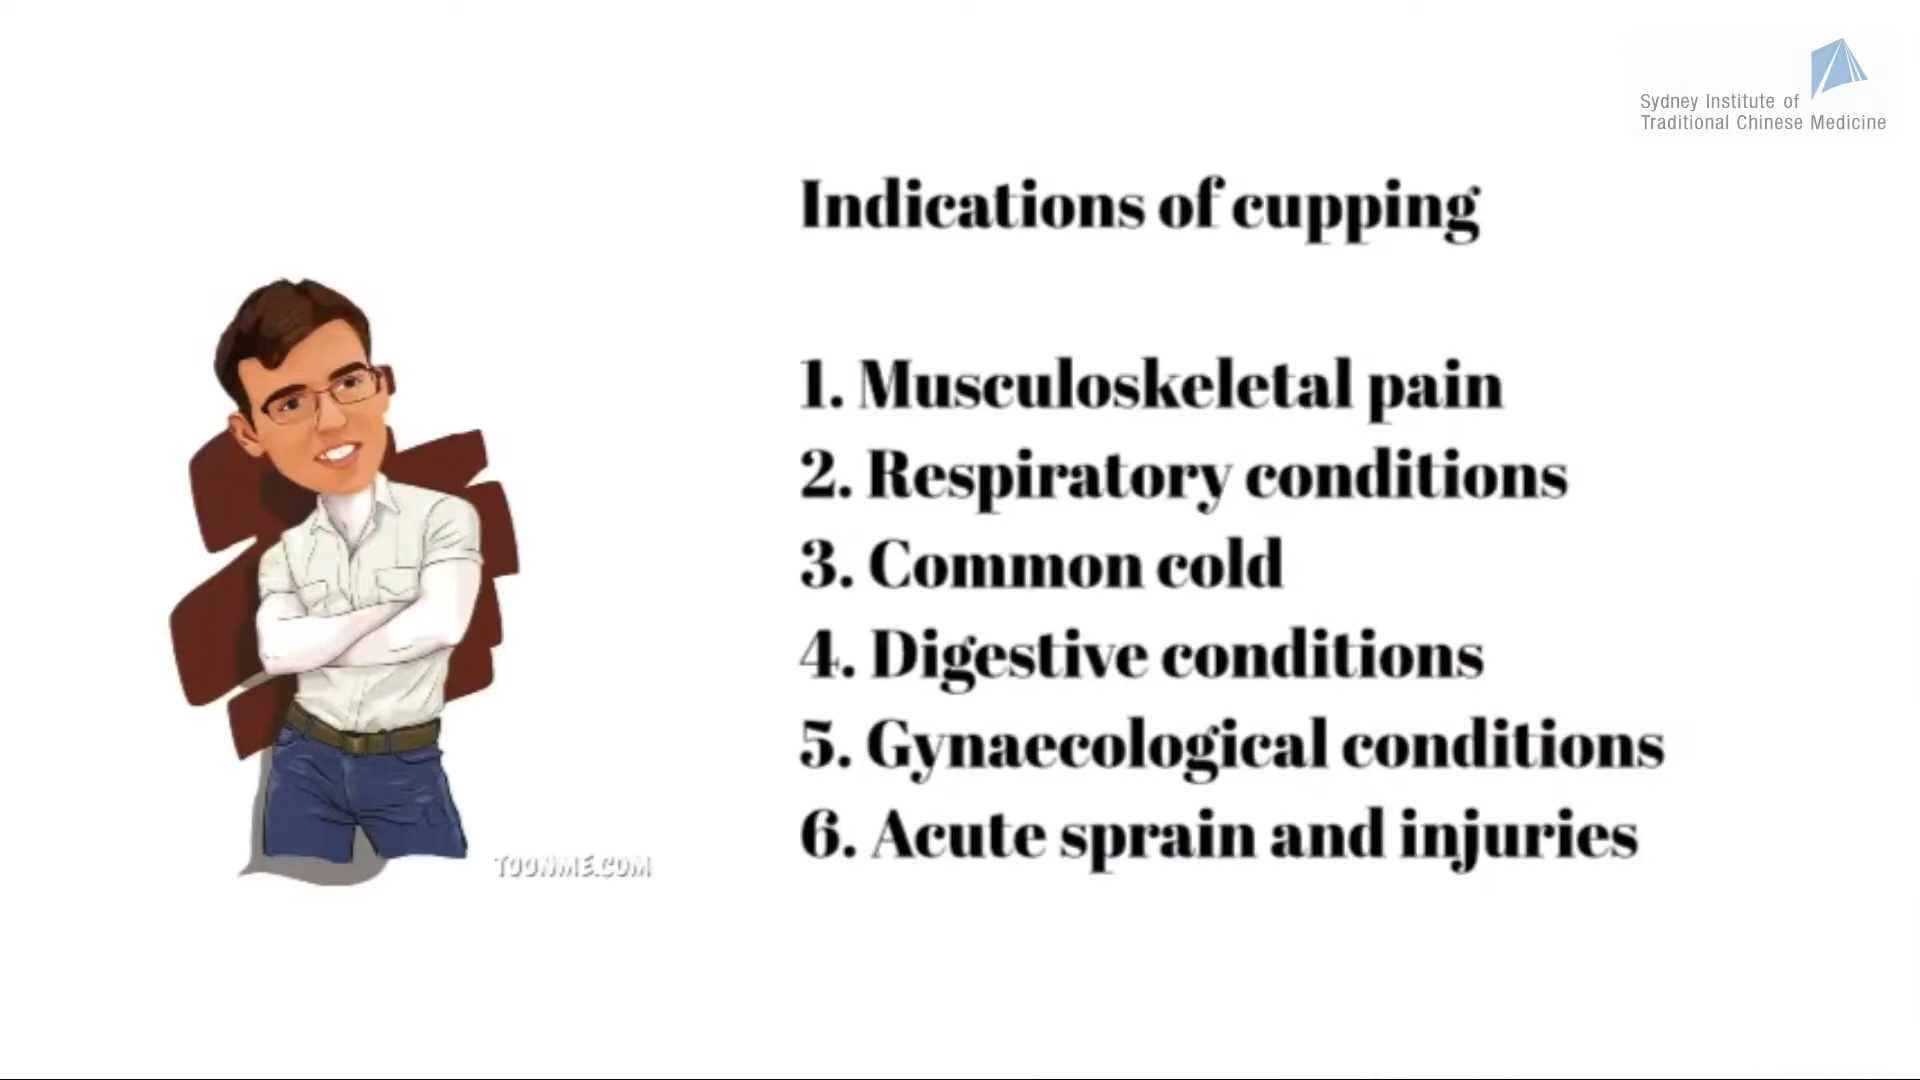 Sydney Institute of
Traditional Chinese Medicine
Indications of cupping
1. Musculoskeletal pain
2. Respiratory conditions
3. Common cold
4. Digestive conditions
5. Gynaecological conditions
6. Acute sprain and injuries
TOONME.COM